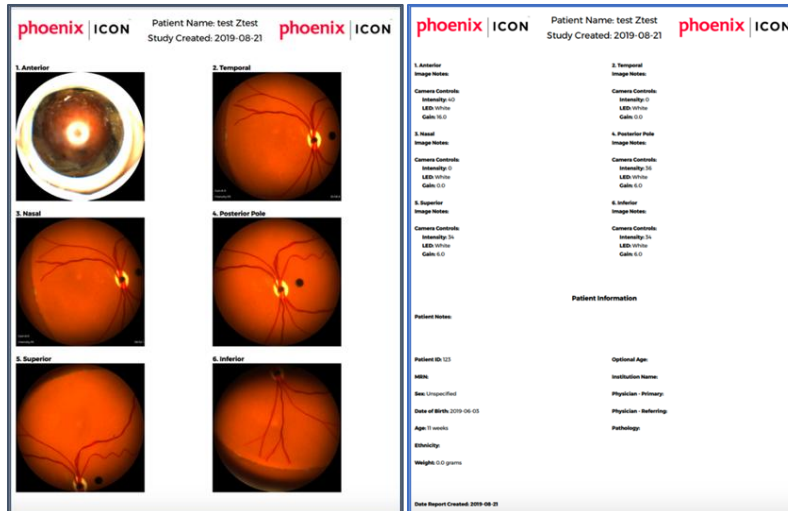 phoenix | ICON™
Patient Name: test Ztest
Study Created: 2019-08-21
phoenix | ICON™
1. Anterior
2. Temporal
3. Nasal
4. Posterior Pole
5. Superior
6. Inferior
phoenix | ICON™
Patient Name: test Ztest
Study Created: 2019-08-21
phoenix | ICON
1. Anterior
Image Notes:
Camera Controls:
Intensity: 40
LED: White
Gain: 16.0
2. Temporal
Image Notes:
Camera Controls:
Intensity: 0
LED: White
Gain: 0.0
3. Nasal
Image Notes:
Camera Controls:
Intensity: 0
LED: White
Gain: 0.0
4. Posterior Pole
Image Notes:
Camera Controls:
Intensity: 36
LED: White
Gain: 6.0
5. Superior
Image Notes:
Camera Controls:
Intensity: 34
LED: White
Gain: 6.0
6. Inferior
Image Notes:
Camera Controls:
Intensity: 34
LED: White
Gain: 6.0
Patient Information
Patient Notes:
Patient ID: 123
MRN:
Sex: Unspecified
Date of Birth: 2019-06-03
Age: 11 weeks
Ethnicity:
Weight: 0.0 grams
Optional Age:
Institution Name:
Physician - Primary:
Physician - Referring:
Pathology:
Date Report Created: 2019-08-21